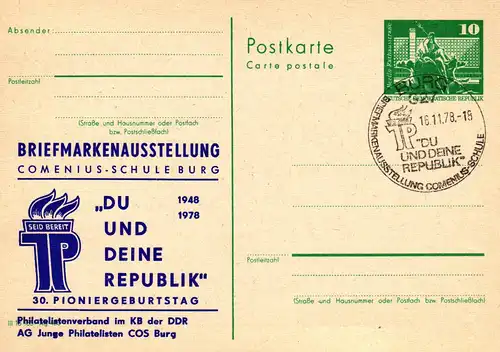 Absender:
Postleitzahl
(Straße und Hausnummer oder Postfach
bzw. Postschließfach)
BRIEFMARKENAUSSTELLUNG
COMENIUS-SCHULE BURG
SEID BEREIT
„DU
UND
DEINE
REPUBLIK"
1948
1978
30. PIONIERGEBURTSTAG
Philatelistenverband im KB der DDR
AG Junge Philatelisten COS Burg
Postkarte
Carte postale
10
DEUTSCHE DEMOKRATISCHE REPUBLIK
BURG
16.11.78.-15
„DU
UND DEINE
REPUBLIK"
BRIEFMARKENAUSSTELLUNG COMENIUS-SCHULE
Postleitzahl
(Straße und Hausnummer oder Postfach bzw. Postschließfach)